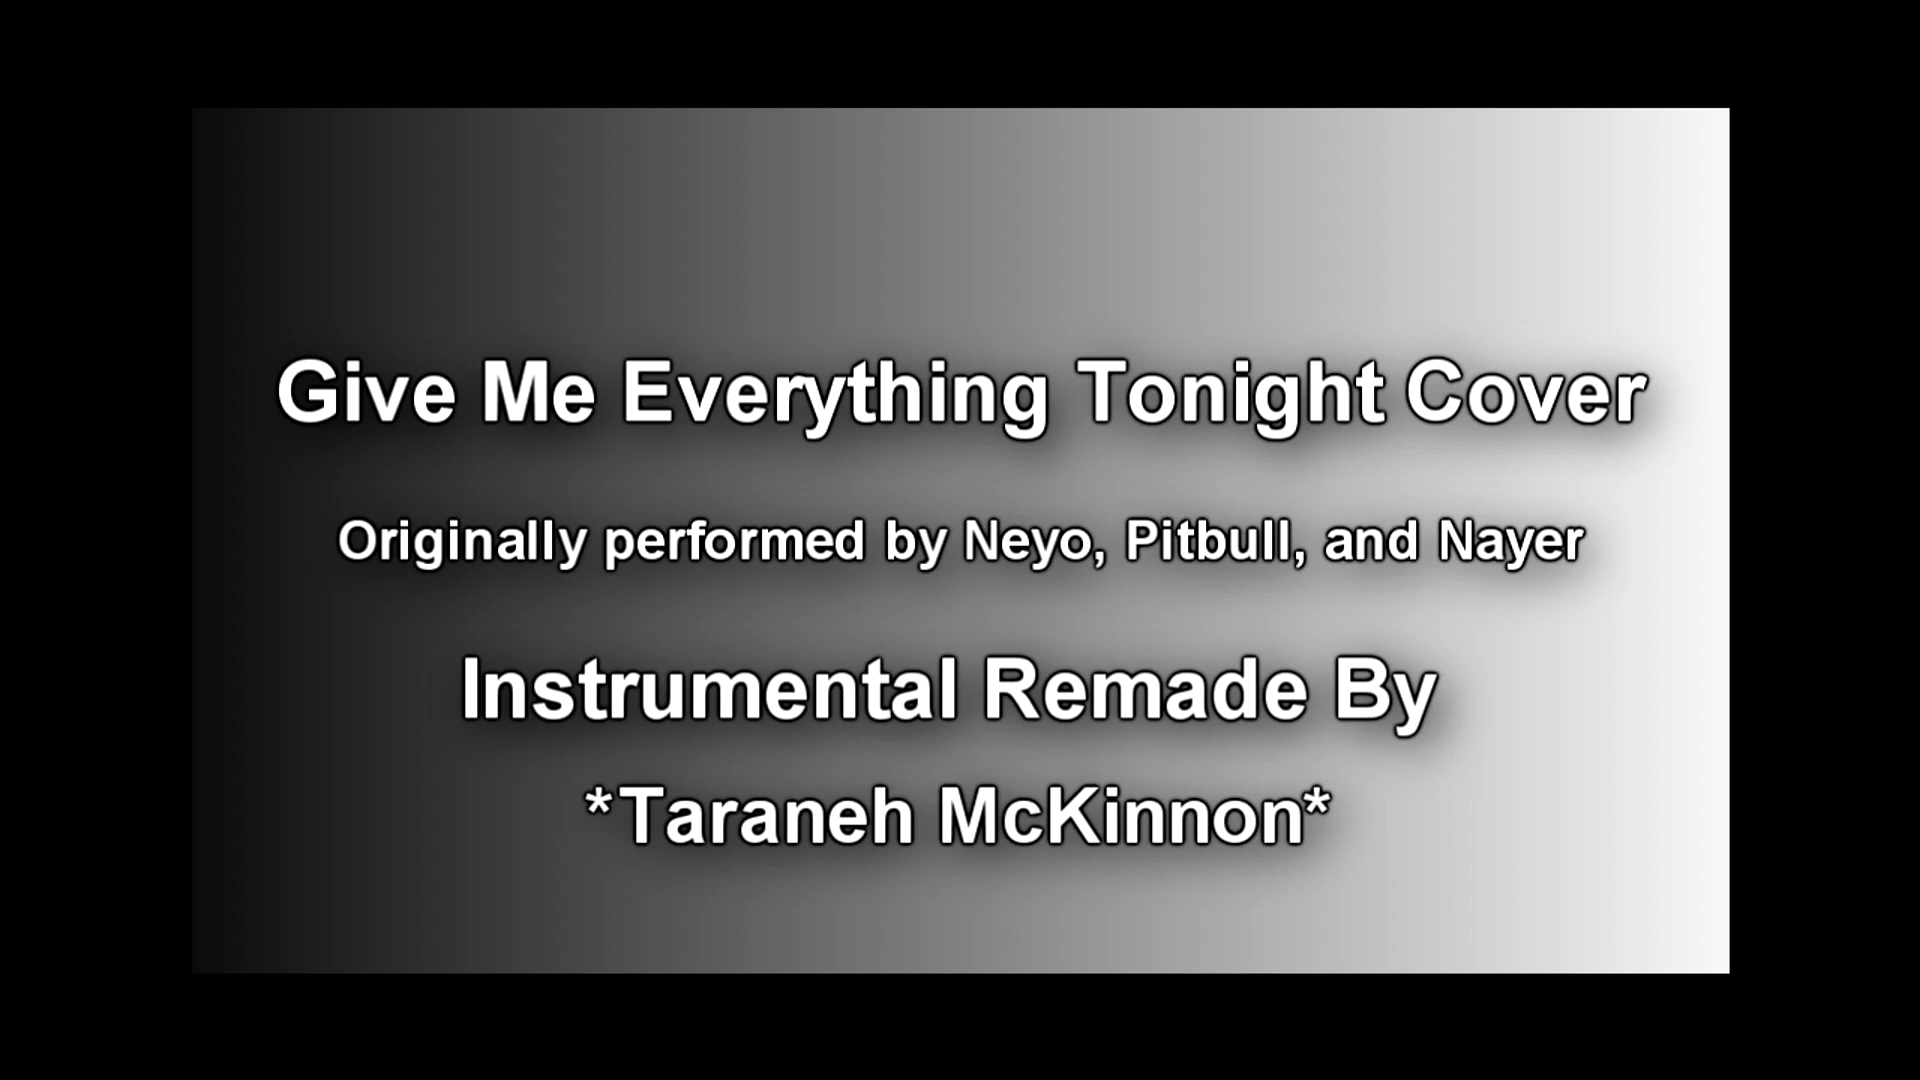 Give Me Everything Tonight Cover
Originally performed by Neyo, Pitbull, and Nayer
Instrumental Remade By
*Taraneh McKinnon*